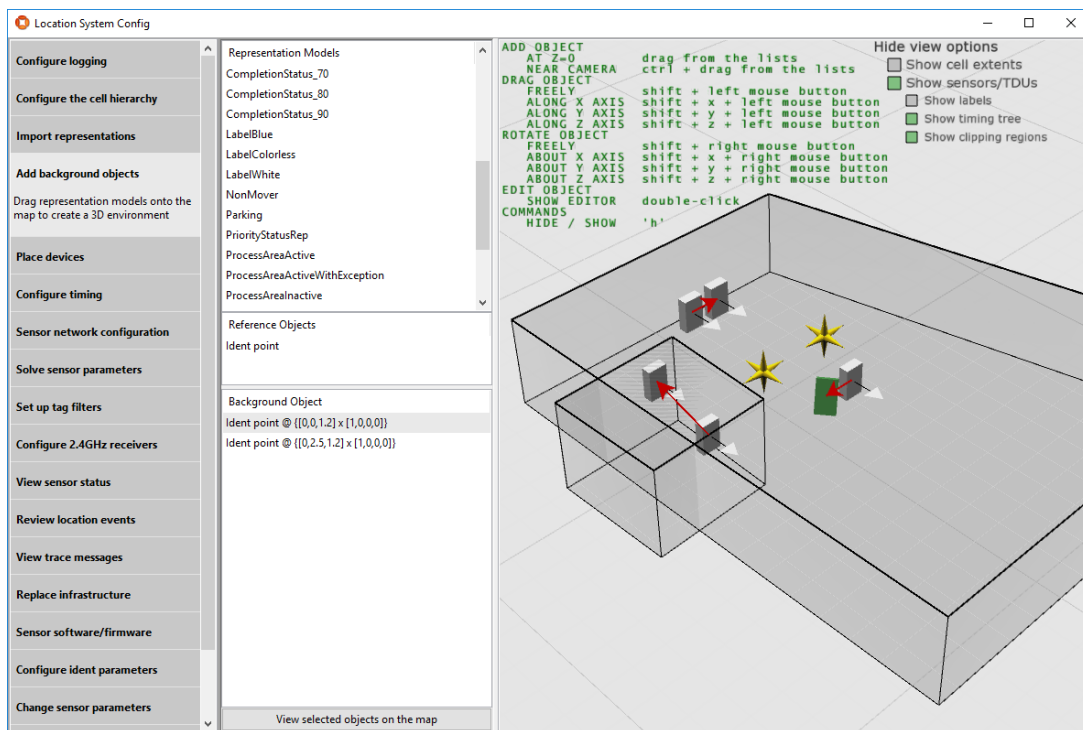 Location System Config
Configure logging
Configure the cell hierarchy
Import representations
Add background objects
Drag representation models onto the
map to create a 3D environment
Place devices
Configure timing
Sensor network configuration
Solve sensor parameters
Set up tag filters
Configure 2.4GHz receivers
View sensor status
Review location events
View trace messages
Replace infrastructure
Sensor software/firmware
Configure ident parameters
Change sensor parameters
Representation Models
CompletionStatus_70
CompletionStatus_80
CompletionStatus_90
LabelBlue
LabelColorless
LabelWhite
NonMover
Parking
PriorityStatusRep
ProcessAreaActive
ProcessAreaActiveWithException
ProcessAreaInactive
Reference Objects
Ident point
Background Object
Ident point @ {[0,0,1.2] x [1,0,0,0]}
Ident point @ {[0,2.5,1.2] x [1,0,0,0]}
View selected objects on the map
ADD OBJECT
AT Z=0 drag from the lists
NEAR CAMERA ctrl + drag from the lists
DRAG OBJECT
FREELY shift + left mouse button
ALONG X AXIS shift + x + left mouse button
ALONG Y AXIS shift + y + left mouse button
ALONG Z AXIS shift + z + left mouse button
ROTATE OBJECT
FREELY shift + right mouse button
ABOUT X AXIS shift + x + right mouse button
ABOUT Y AXIS shift + y + right mouse button
ABOUT Z AXIS shift + z + right mouse button
EDIT OBJECT
SHOW EDITOR double-click
COMMANDS
HIDE / SHOW 'h'
Hide view options
Show cell extents
Show sensors/TDUs
Show labels
Show timing tree
Show clipping regions